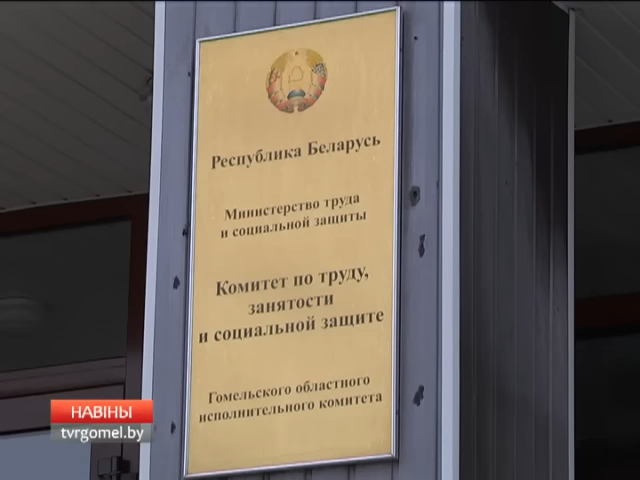 Республика Беларусь
Министерство труда
и социальной защиты
Комитет по труду,
занятости
и социальной защите
Гомельского областного
исполнительного комитета
НАВІНЫ
tvrgomel.by